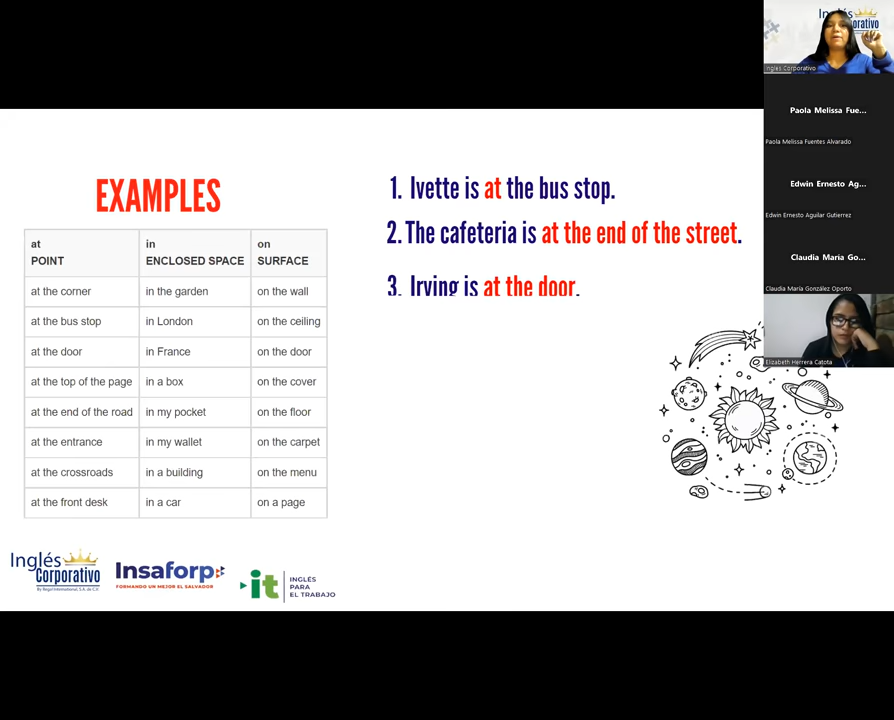 EXAMPLES
at
POINT
in
ENCLOSED SPACE
on
SURFACE
at the corner
in the garden
on the wall
at the bus stop
in London
on the ceiling
at the door
in France
on the door
at the top of the page
in a box
on the cover
at the end of the road
in my pocket
on the floor
at the entrance
in my wallet
on the carpet
at the crossroads
in a building
on the menu
at the front desk
in a car
on a page
1. Ivette is at the bus stop.
2. The cafeteria is at the end of the street.
3. Irving is at the door.
Inglés
Corporativo
Insaforp
FORMANDO UN MEJOR EL SALVADOR
it
INGLÉS
PARA
EL TRABAJO
Inglés Corporativo
Paola Melissa Fue...
Paola Melissa Fuentes Alvarado
Edwin Ernesto Ag...
Edwin Ernesto Aguilar Gutierrez
Claudia María Go...
Claudia María González Oporto
Elizabeth Herrera Catota